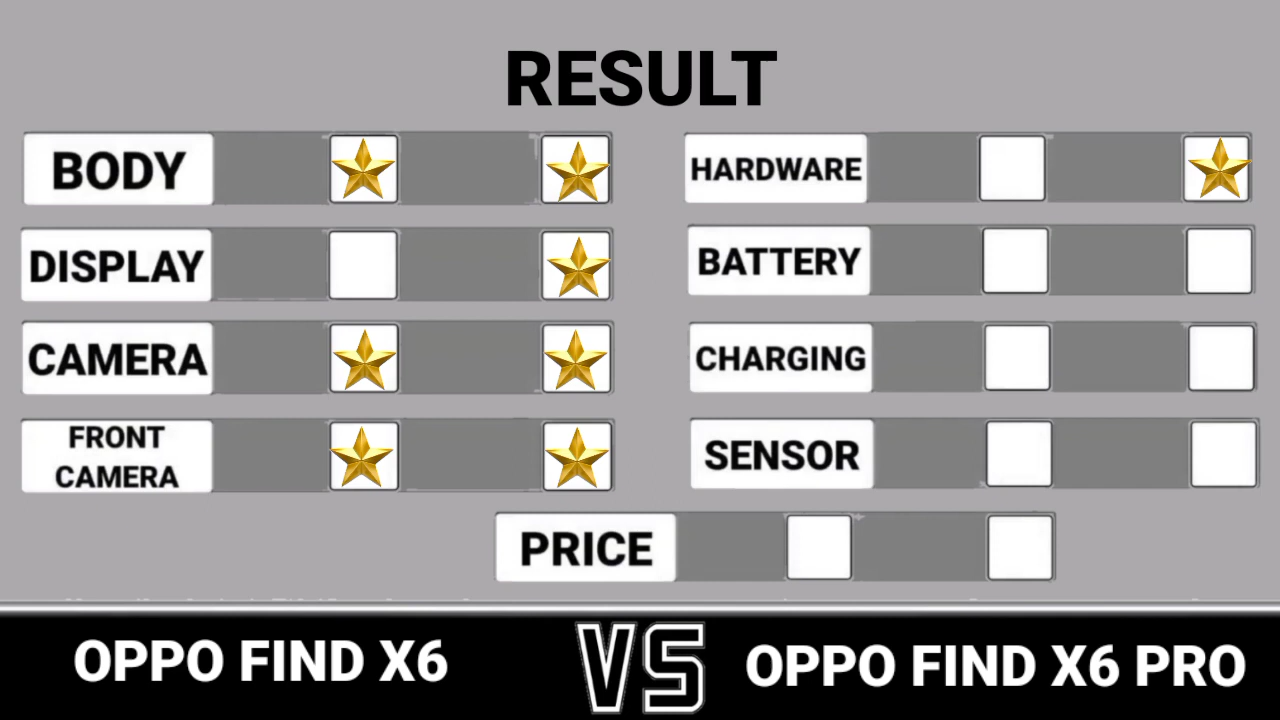 RESULT
BODY
DISPLAY
CAMERA
FRONT
CAMERA
HARDWARE
BATTERY
CHARGING
SENSOR
PRICE
OPPO FIND X6
VS
OPPO FIND X6 PRO